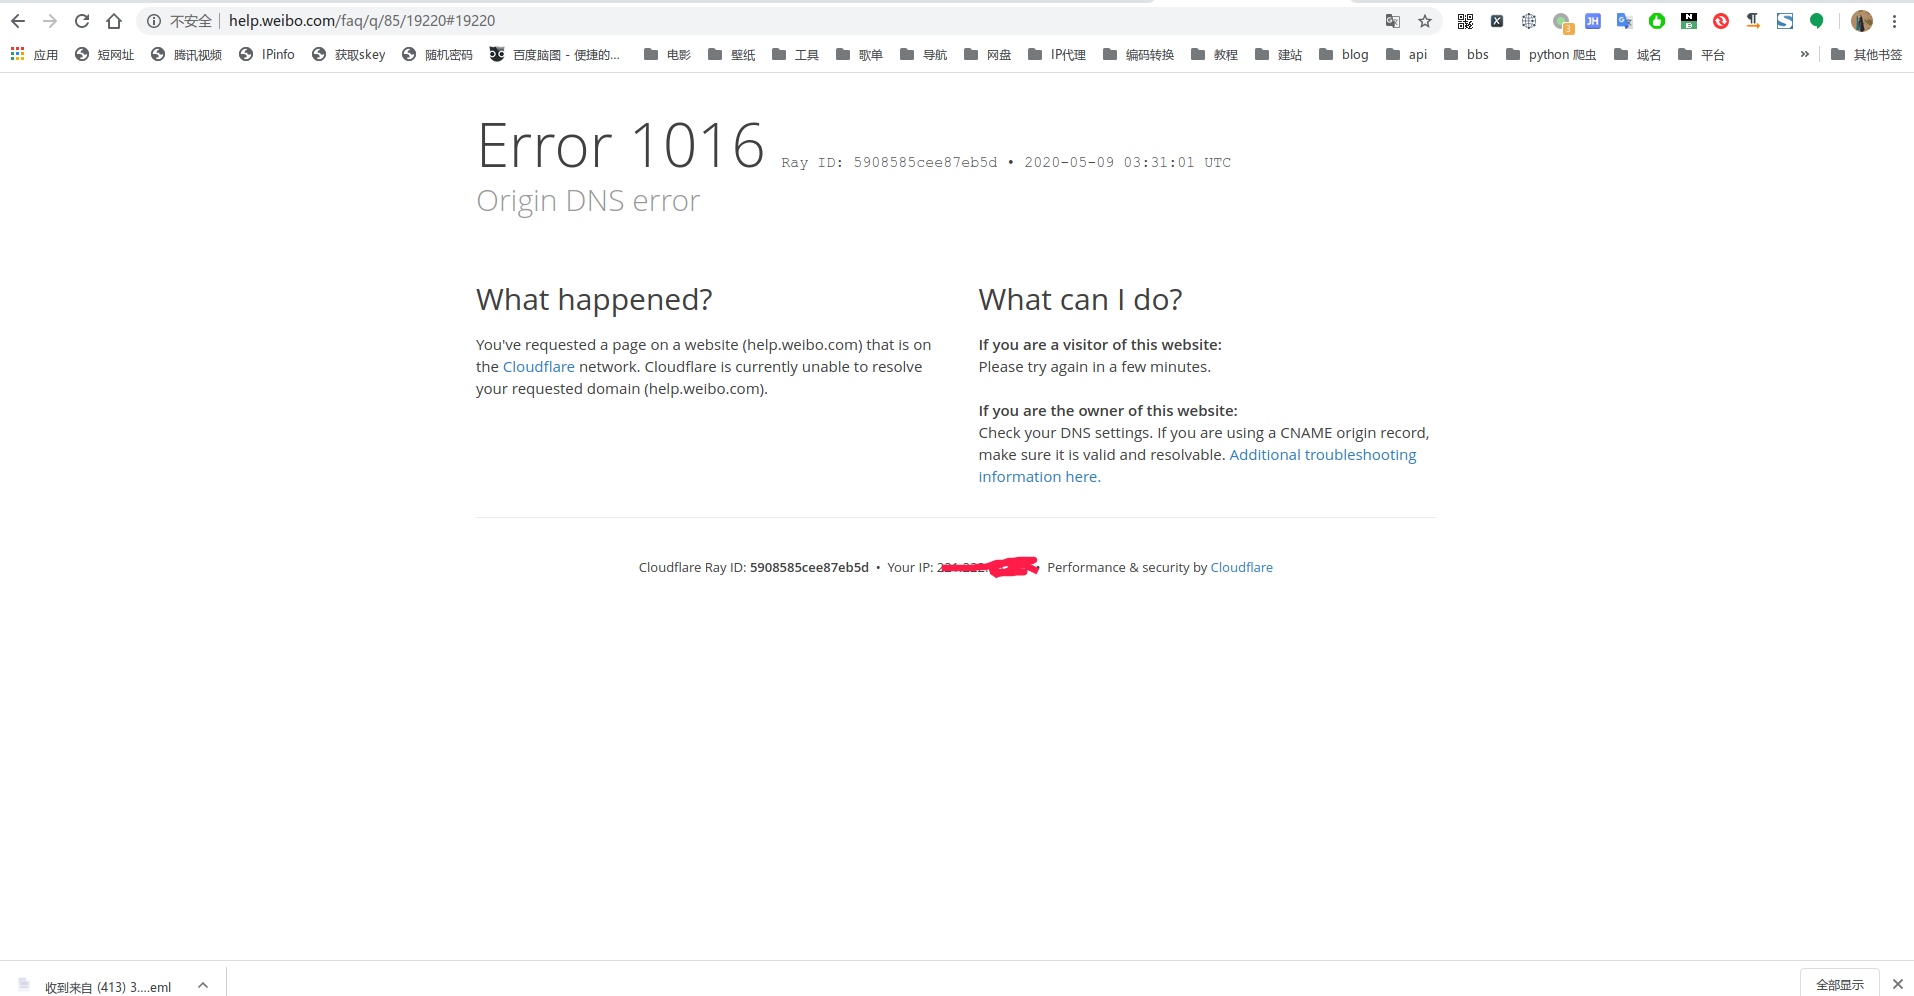 不安全 help.weibo.com/faq/q/85/19220#19220
应用 短网址 腾讯视频 IPinfo 获取skey 随机密码 百度脑图 - 便捷的... 电影 壁纸 工具 歌单 导航 网盘 IP代理 编码转换 教程 建站 blog api bbs python 爬虫 域名 平台 » 其他书签
Error 1016 Ray ID: 5908585cee87eb5d • 2020-05-09 03:31:01 UTC
Origin DNS error
What happened?
You've requested a page on a website (help.weibo.com) that is on
the Cloudflare network. Cloudflare is currently unable to resolve
your requested domain (help.weibo.com).
What can I do?
If you are a visitor of this website:
Please try again in a few minutes.
If you are the owner of this website:
Check your DNS settings. If you are using a CNAME origin record,
make sure it is valid and resolvable. Additional troubleshooting
information here.
Cloudflare Ray ID: 5908585cee87eb5d • Your IP: • Performance & security by Cloudflare
收到来自 (413) 3....eml
全部显示